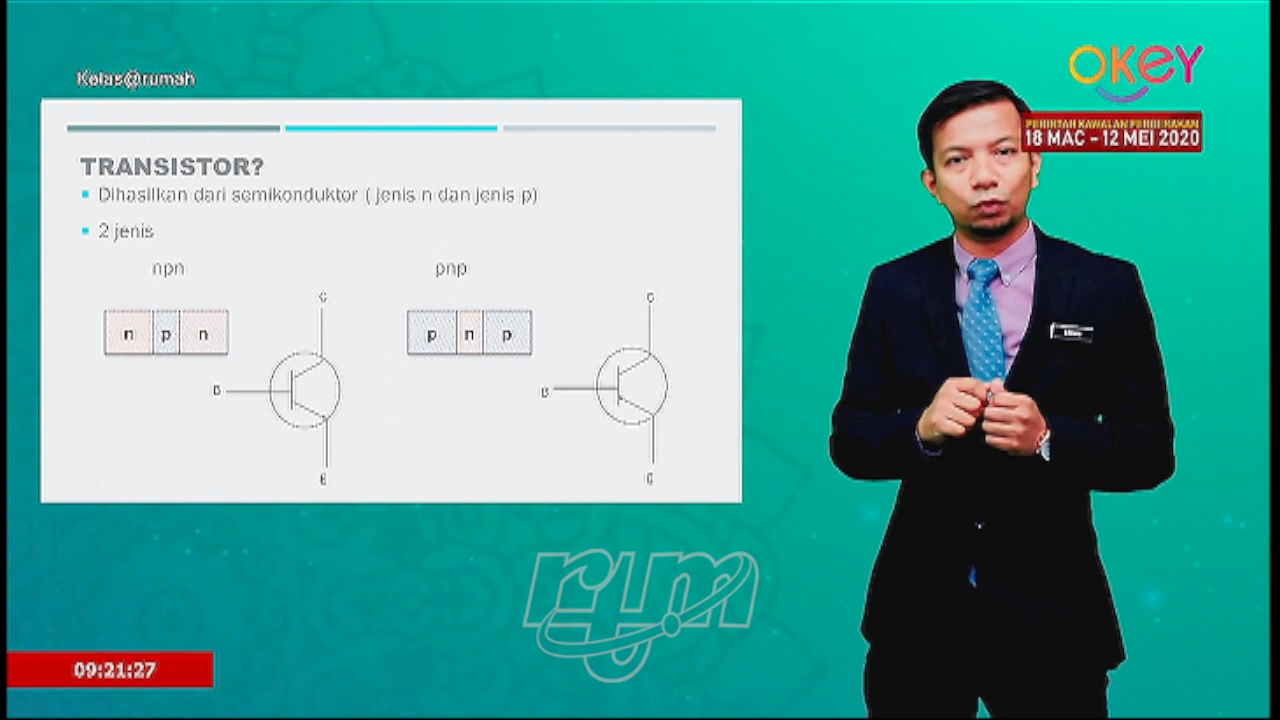 Kelas@rumah
OKEY
PERINTAH KAWALAN PERGERAKAN
18 MAC - 12 MEI 2020
TRANSISTOR?
Dihasilkan dari semikonduktor ( jenis n dan jenis p)
2 jenis
npn
pnp
n p n
p n p
C
C
B
B
E
rtm
09:21:27